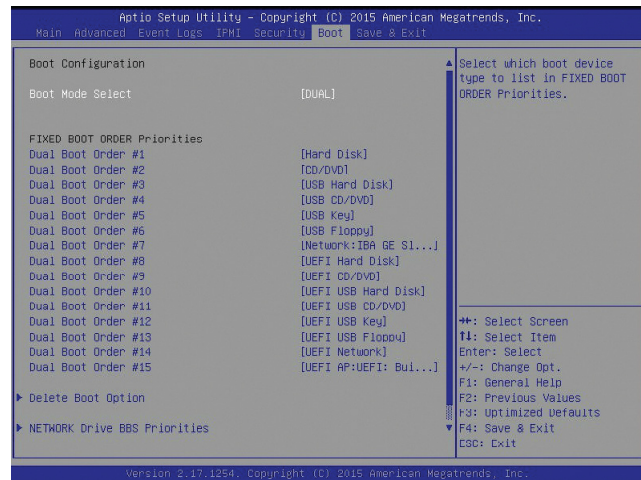 Aptio Setup Utility – Copyright (C) 2015 American Megatrends, Inc.
Main Advanced Event Logs IPMI Security Boot Save & Exit
Boot Configuration
Boot Mode Select [DUAL]
FIXED BOOT ORDER Priorities
Dual Boot Order #1 [Hard Disk]
Dual Boot Order #2 [CD/DVD]
Dual Boot Order #3 [USB Hard Disk]
Dual Boot Order #4 [USB CD/DVD]
Dual Boot Order #5 [USB Key]
Dual Boot Order #6 [USB Floppy]
Dual Boot Order #7 [Network:IBA GE Sl...]
Dual Boot Order #8 [UEFI Hard Disk]
Dual Boot Order #9 [UEFI CD/DVD]
Dual Boot Order #10 [UEFI USB Hard Disk]
Dual Boot Order #11 [UEFI USB CD/DVD]
Dual Boot Order #12 [UEFI USB Key]
Dual Boot Order #13 [UEFI USB Floppy]
Dual Boot Order #14 [UEFI Network]
Dual Boot Order #15 [UEFI AP:UEFI: Bui...]
Delete Boot Option
NETWORK Drive BBS Priorities
Select which boot device
type to list in FIXED BOOT
ORDER Priorities.
→←: Select Screen
↑↓: Select Item
Enter: Select
+/-: Change Opt.
F1: General Help
F2: Previous Values
F3: Optimized Defaults
F4: Save & Exit
ESC: Exit
Version 2.17.1254. Copyright (C) 2015 American Megatrends, Inc.